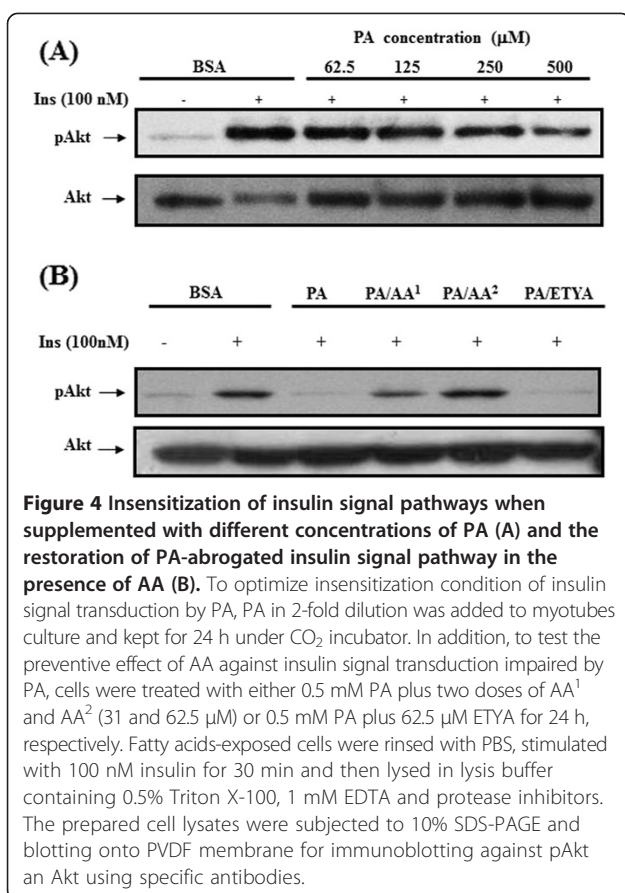 (A)
PA concentration (µM)
BSA 62.5 125 250 500
Ins (100 nM) - + + + + +
pAkt →
Akt →
(B)
BSA PA PA/AA¹ PA/AA² PA/ETYA
Ins (100nM) - + + + + +
pAkt →
Akt →
Figure 4 Insensitization of insulin signal pathways when
supplemented with different concentrations of PA (A) and the
restoration of PA-abrogated insulin signal pathway in the
presence of AA (B). To optimize insensitization condition of insulin
signal transduction by PA, PA in 2-fold dilution was added to myotubes
culture and kept for 24 h under CO₂ incubator. In addition, to test the
preventive effect of AA against insulin signal transduction impaired by
PA, cells were treated with either 0.5 mM PA plus two doses of AA¹
and AA² (31 and 62.5 µM) or 0.5 mM PA plus 62.5 µM ETYA for 24 h,
respectively. Fatty acids-exposed cells were rinsed with PBS, stimulated
with 100 nM insulin for 30 min and then lysed in lysis buffer
containing 0.5% Triton X-100, 1 mM EDTA and protease inhibitors.
The prepared cell lysates were subjected to 10% SDS-PAGE and
blotting onto PVDF membrane for immunoblotting against pAkt
an Akt using specific antibodies.